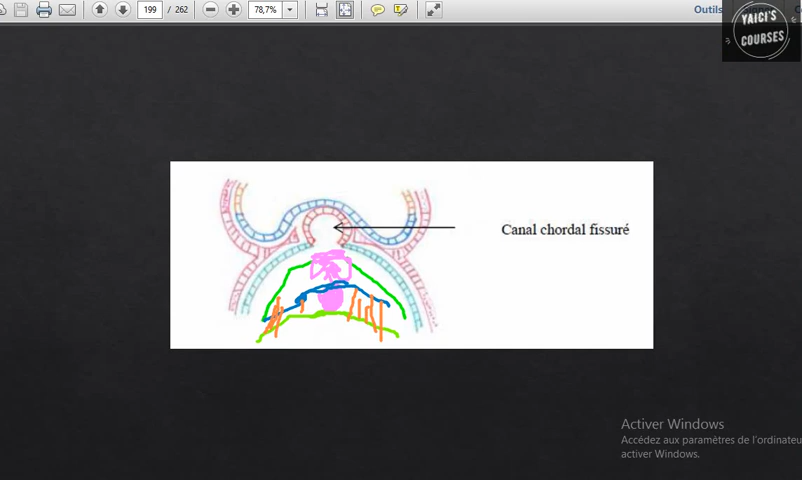 199 / 262
78,7%
Outils
YAICI'S
COURSES
Canal chordal fissuré
Activer Windows
Accédez aux paramètres de l'ordinateu
activer Windows.